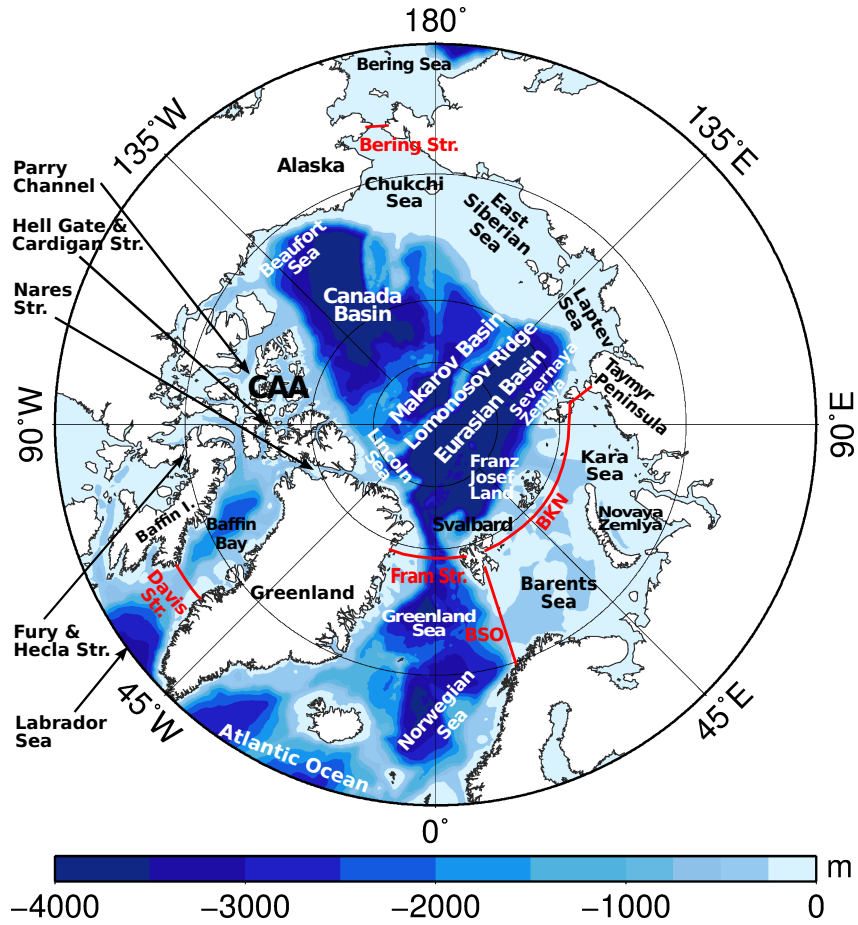 180°
Bering Sea
135°W
135°E
Bering Str.
Alaska
Parry
Channel
Chukchi
Sea
East
Siberian
Sea
Hell Gate &
Cardigan Str.
Beaufort
Sea
Nares
Str.
Canada
Basin
Laptev
Sea
Makarov Basin
Lomonosov Ridge
Eurasian Basin
Severnaya
Zemlya
Taymyr
Peninsula
CAA
90°W
90°E
Lincoln
Sea
Franz
Josef
Land
Kara
Sea
Baffin I.
Baffin
Bay
Svalbard
BKN
Novaya
Zemlya
Davis
Str.
Greenland
Fram Str.
Barents
Sea
Greenland
Sea
BSO
Fury &
Hecla Str.
Labrador
Sea
45°W
Norwegian
Sea
45°E
Atlantic Ocean
0°
m
−4000
−3000
−2000
−1000
0